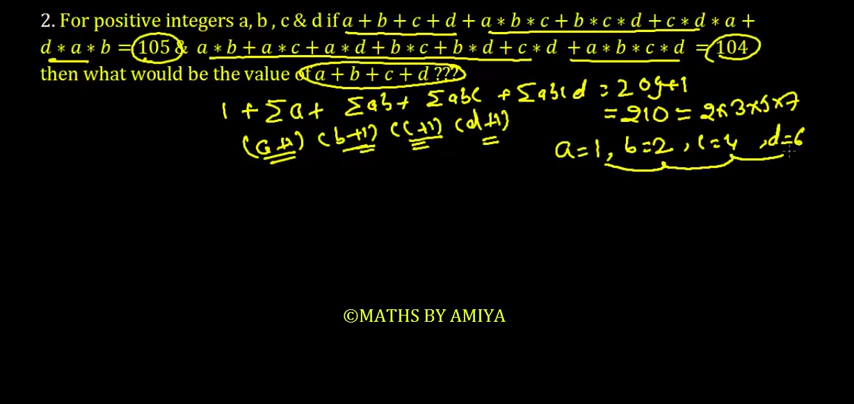 2. For positive integers a, b , c & d if a + b + c + d + a * b * c + b * c * d + c * d * a +
d * a * b = 105 & a * b + a * c + a * d + b * c + b * d + c * d + a * b * c * d = 104
then what would be the value of a + b + c + d ???
1 + Σa + Σab + Σabc + Σabcd = 209+1
= 210 = 2×3×5×7
(a+1) (b+1) (c+1) (d+1)
a=1, b=2, c=4, d=6
©MATHS BY AMIYA